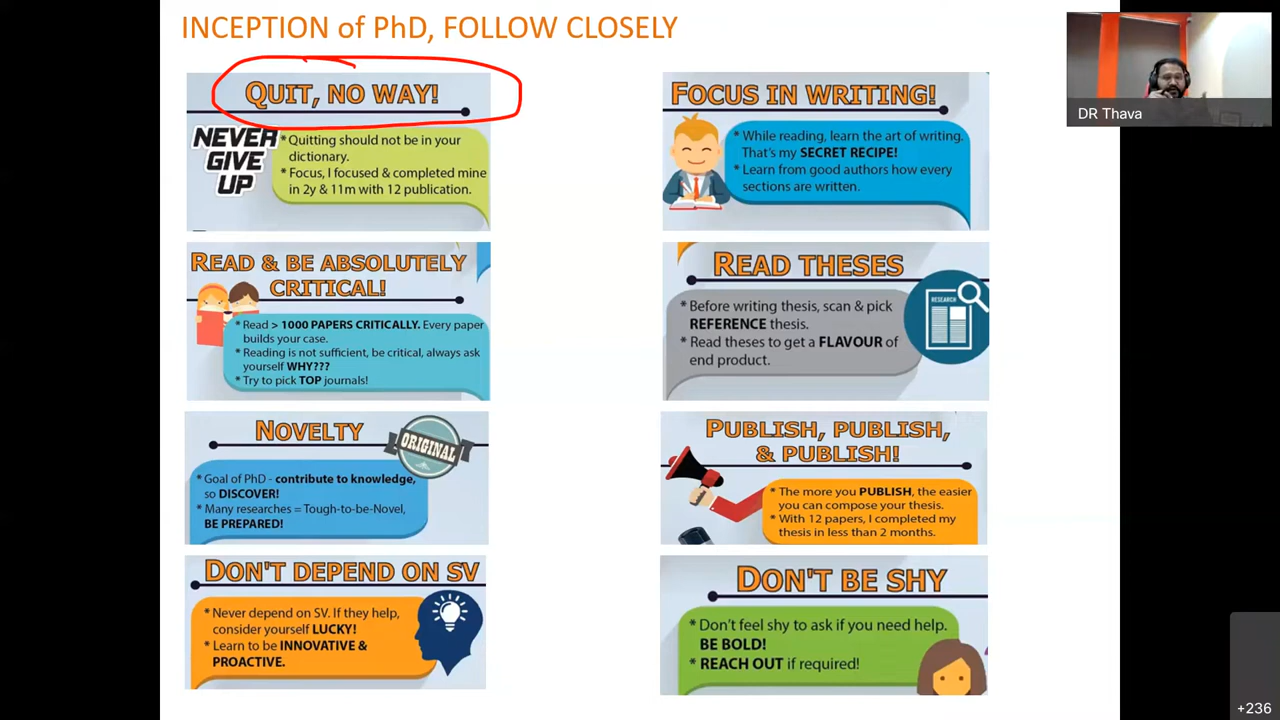 INCEPTION of PhD, FOLLOW CLOSELY
QUIT, NO WAY!
NEVER
GIVE
UP
* Quitting should not be in your
dictionary.
* Focus, I focused & completed mine
in 2y & 11m with 12 publication.
READ & BE ABSOLUTELY
CRITICAL!
* Read > 1000 PAPERS CRITICALLY. Every paper
builds your case.
* Reading is not sufficient, be critical, always ask
yourself WHY???
* Try to pick TOP journals!
NOVELTY
ORIGINAL
* Goal of PhD - contribute to knowledge,
so DISCOVER!
* Many researches = Tough-to-be-Novel,
BE PREPARED!
DON'T DEPEND ON SV
* Never depend on SV. If they help,
consider yourself LUCKY!
* Learn to be INNOVATIVE &
PROACTIVE.
FOCUS IN WRITING!
* While reading, learn the art of writing.
That's my SECRET RECIPE!
* Learn from good authors how every
sections are written.
READ THESES
* Before writing thesis, scan & pick
REFERENCE thesis.
* Read theses to get a FLAVOUR of
end product.
RESEARCH
PUBLISH, PUBLISH,
& PUBLISH!
* The more you PUBLISH, the easier
you can compose your thesis.
* With 12 papers, I completed my
thesis in less than 2 months.
DON'T BE SHY
* Don't feel shy to ask if you need help.
BE BOLD!
* REACH OUT if required!
DR Thava
+236